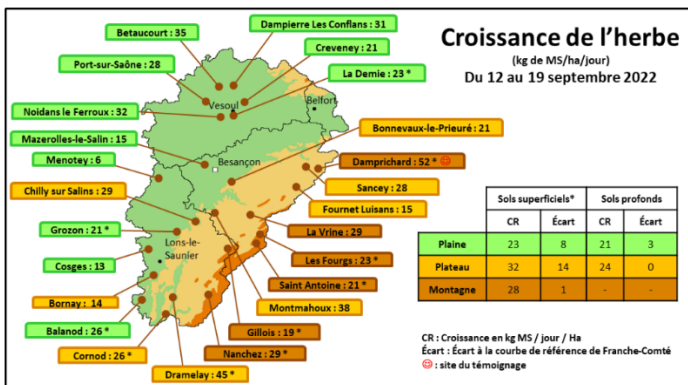 Croissance de l’herbe
(kg de MS/ha/jour)
Du 12 au 19 septembre 2022
Betaucourt : 35
Dampierre Les Conflans : 31
Port-sur-Saône : 28
Creveney : 21
La Demie : 23 *
Vesoul
Belfort
Noidans le Ferroux : 32
Mazerolles-le-Salin : 15
Bonnevaux-le-Prieuré : 21
Menotey : 6
Besançon
Damprichard : 52 *
Chilly sur Salins : 29
Sancey : 28
Fournet Luisans : 15
Grozon : 21 *
La Vrine : 29
Lons-le-
Saunier
Les Fourgs : 23 *
Cosges : 13
Saint Antoine : 21 *
Bornay : 14
Montmahoux : 38
Balanod : 26 *
Gillois : 19 *
Cornod : 26 *
Nanchez : 29 *
Dramelay : 45 *
Sols superficiels* Sols profonds
CR Écart CR Écart
Plaine 23 8 21 3
Plateau 32 14 24 0
Montagne 28 1 - -
CR : Croissance en kg MS / jour / Ha
Écart : Écart à la courbe de référence de Franche-Comté
: site du témoignage